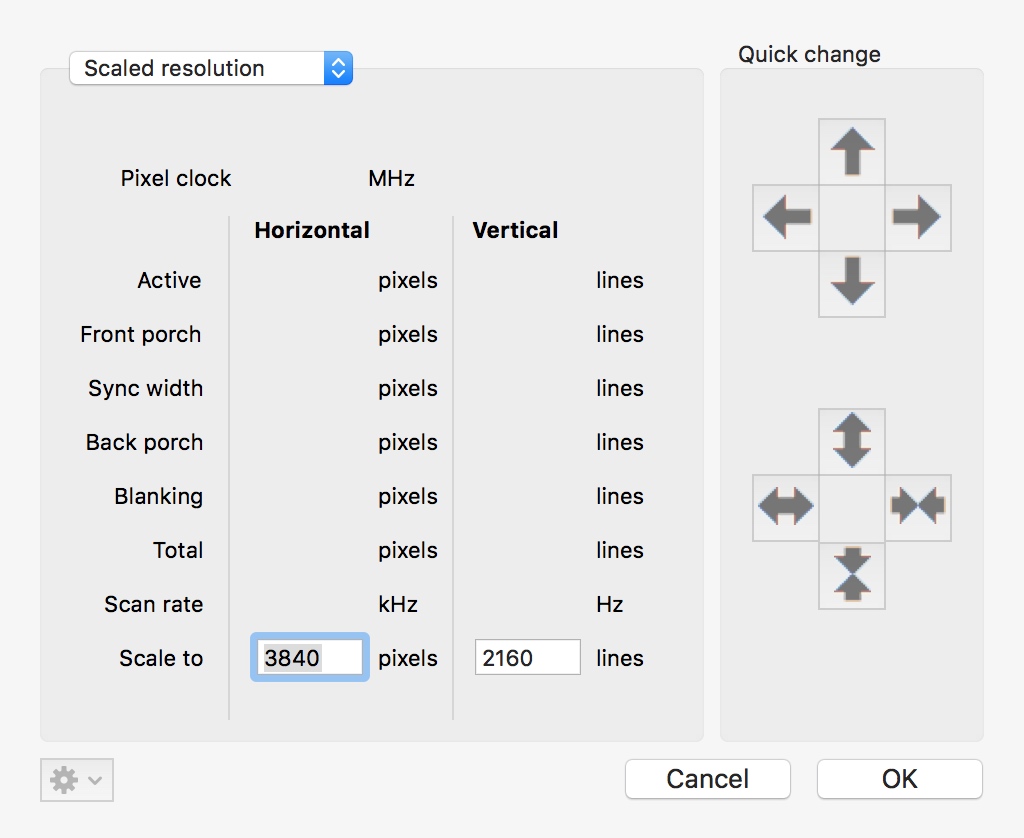 Scaled resolution
Quick change
Pixel clock MHz
Horizontal Vertical
Active pixels lines
Front porch pixels lines
Sync width pixels lines
Back porch pixels lines
Blanking pixels lines
Total pixels lines
Scan rate kHz Hz
Scale to 3840 pixels 2160 lines
Cancel OK